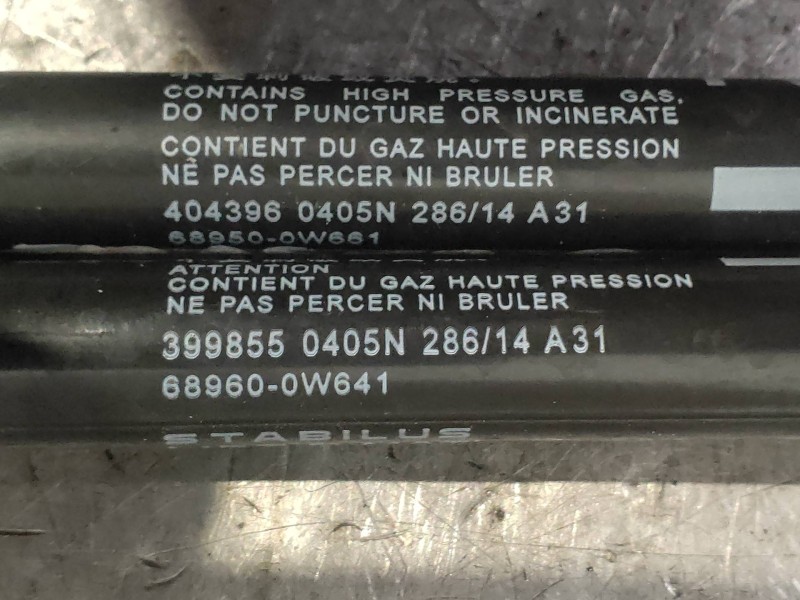 CONTAINS HIGH PRESSURE GAS.
DO NOT PUNCTURE OR INCINERATE
CONTIENT DU GAZ HAUTE PRESSION
NÊ PAS PERCER NI BRULER
404396 0405N 286/14 A31
68950-0W661
ATTENTION
CONTIENT DU GAZ HAUTE PRESSION
NE PAS PERCER NI BRULER
399855 0405N 286/14 A31
68960-0W641
STABILUS